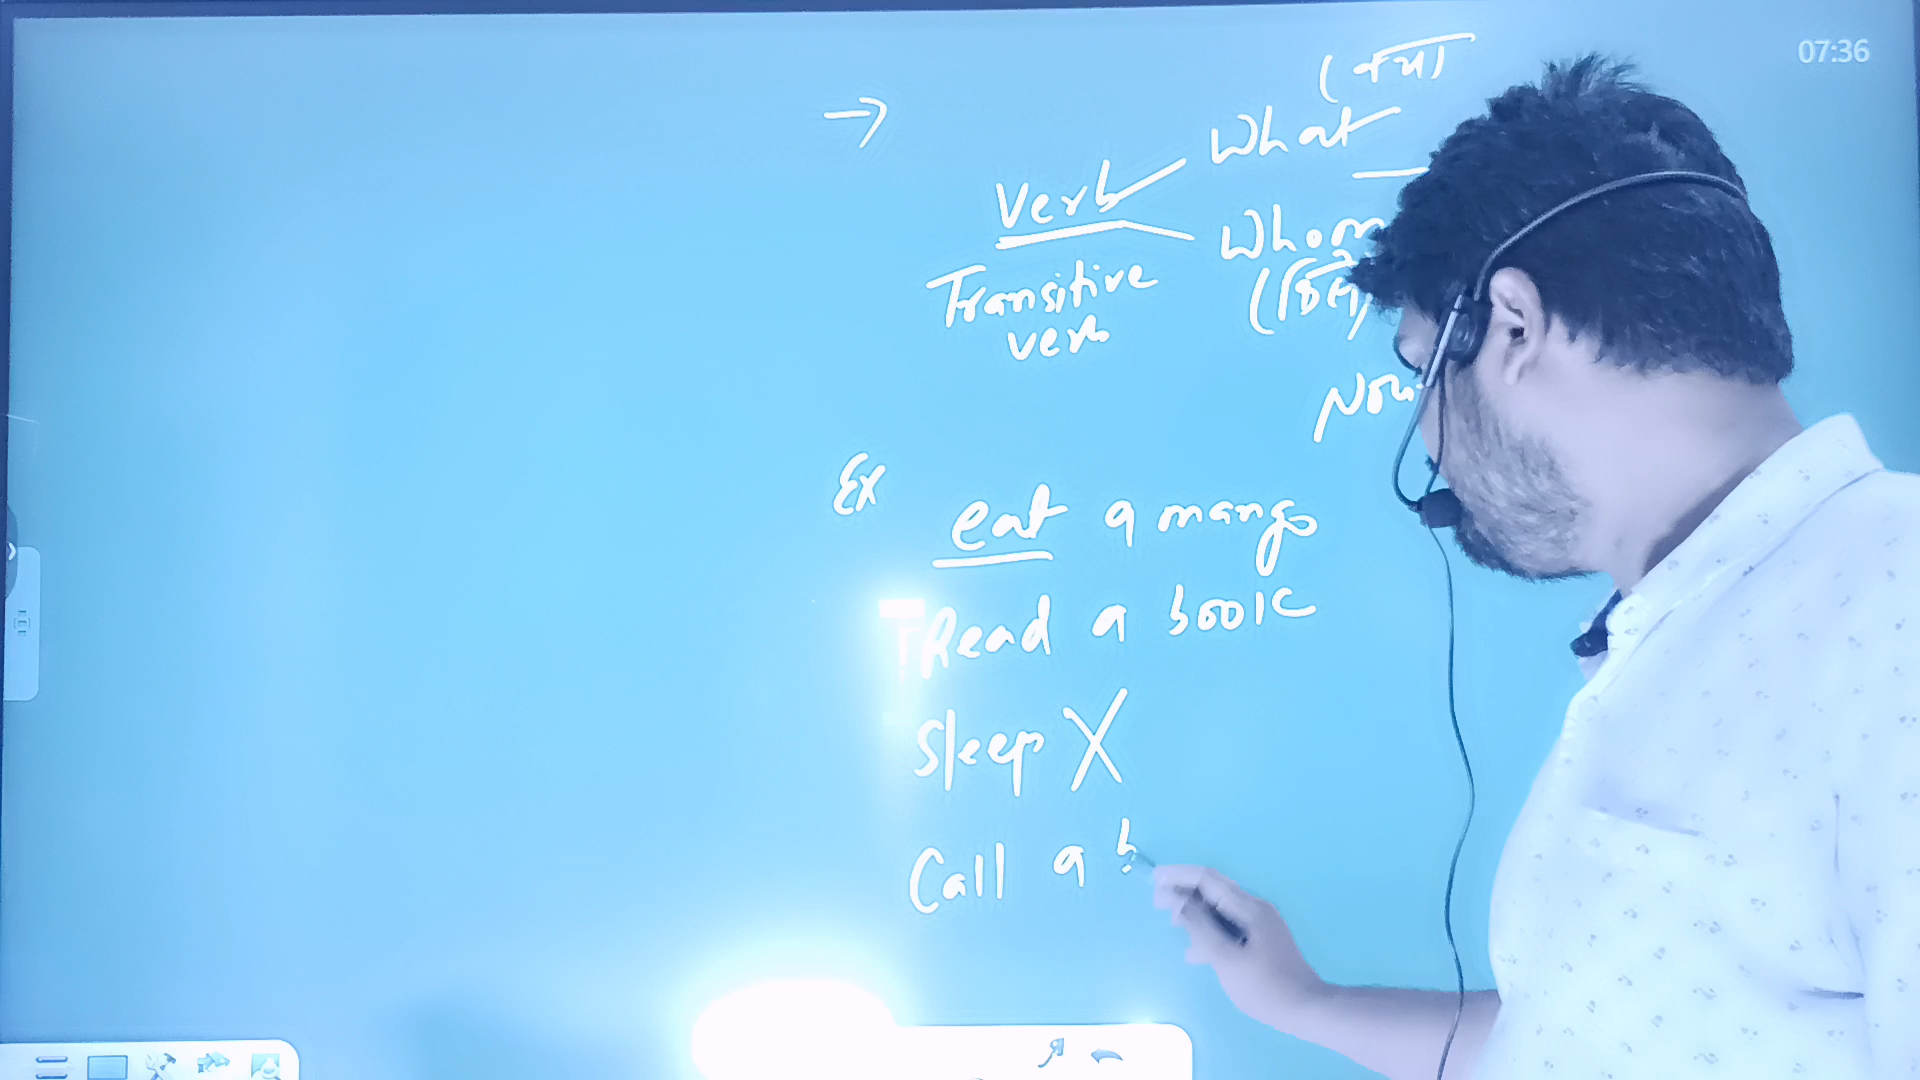 07:36
→ (क्या)
What
Verb
Whom
Transitive
verb
Ex
eat a mango
Read a book
Sleep X
Call a b